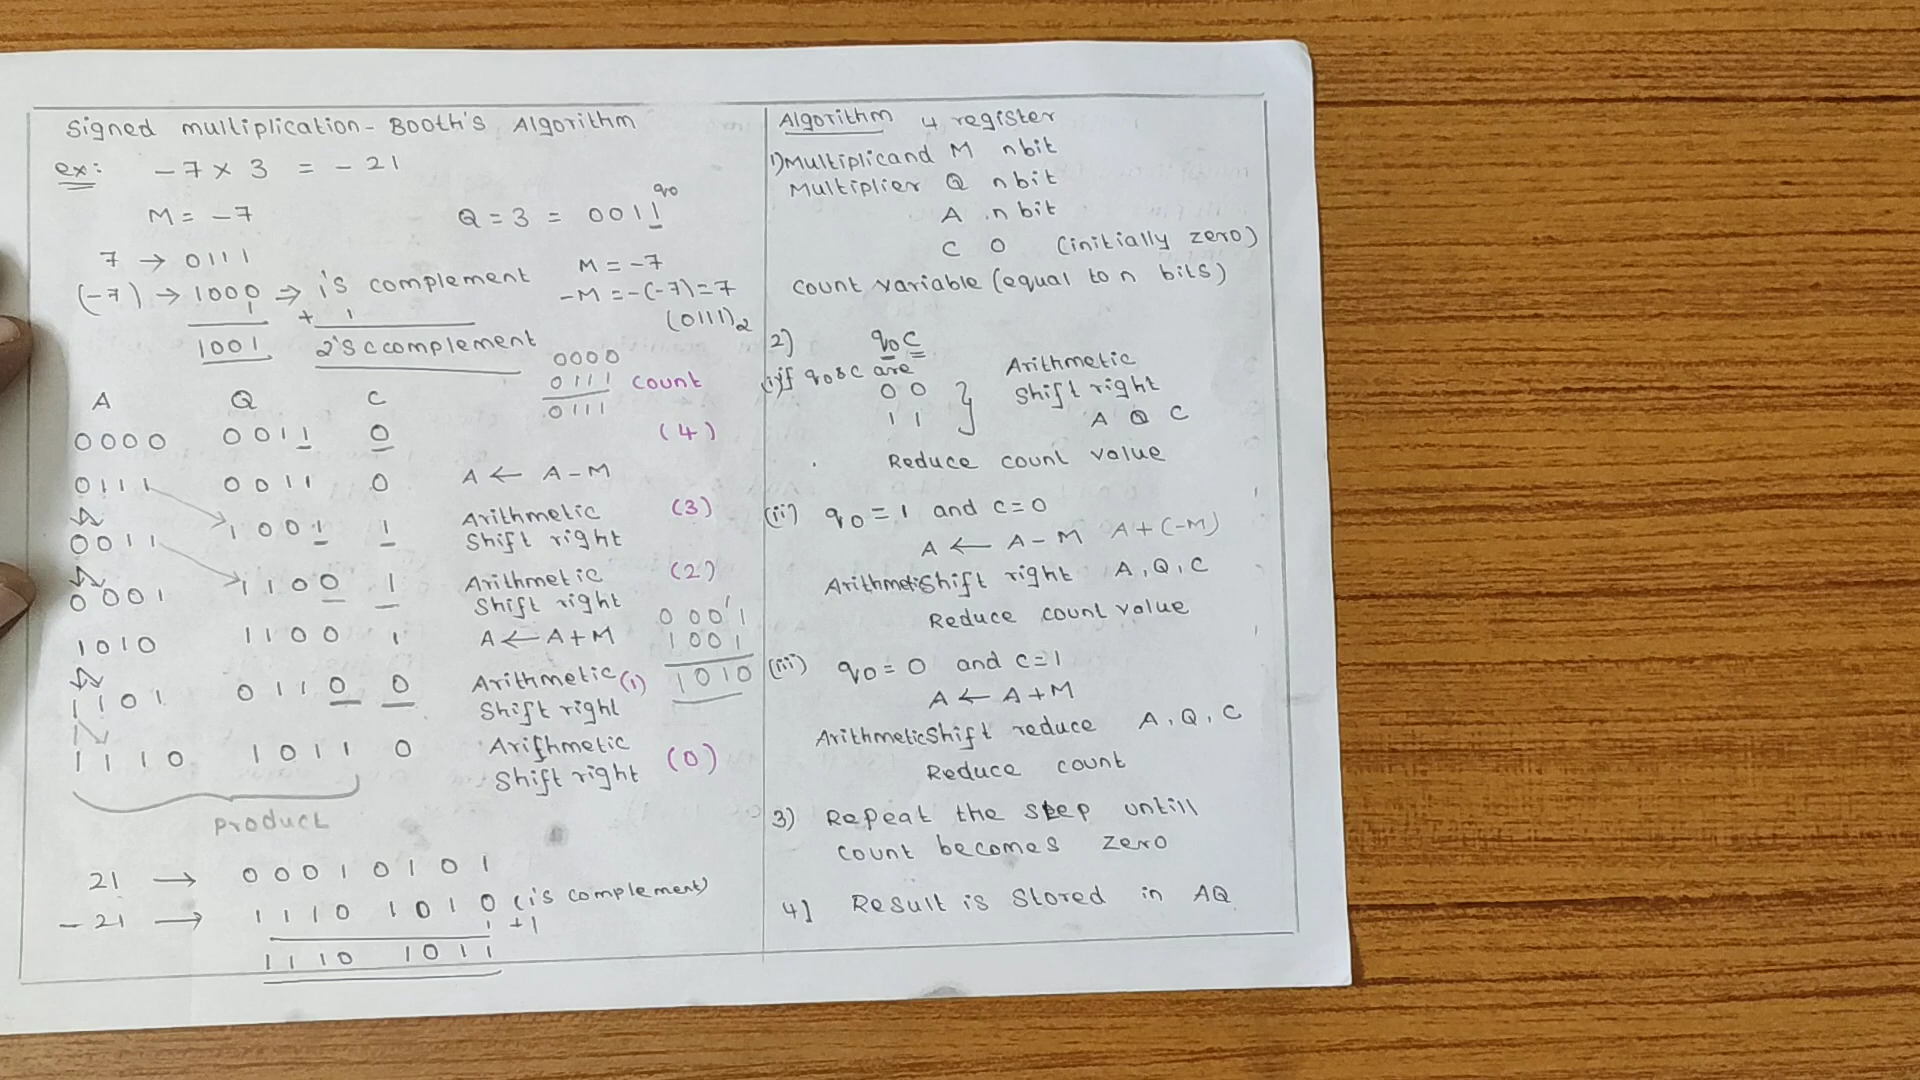 Signed multiplication - Booth's Algorithm
ex: - 7 x 3 = - 21
M = - 7 Q = 3 = 0011
q0
7 → 0111
(-7) → 1000 ⇒ 1's complement
1 + 1
1001 2's ccomplement
M = -7
-M = -(-7) = 7
(0111)2
0000
0111
0111
count
A Q C
0000 0011 0 (4)
0111 0011 0 A ← A - M
0011 1001 1 Arithmetic Shift right (3)
0001 1100 1 Arithmetic Shift right (2)
1010 1100 1 A ← A + M
0001
1
1001
1010
1101 0110 0 Arithmetic Shift right (1)
1110 1011 0 Arithmetic Shift right (0)
product
21 → 00010101
- 21 → 1110 1010 (1's complement)
1 +1
1110 1011
Algorithm 4 register
1) Multiplicand M n bit
Multiplier Q n bit
A n bit
C 0 (initially zero)
Count variable (equal to n bits)
2) q0 C
(i) if q0 & C are
0 0
1 1
} Arithmetic
Shift right
A Q C
Reduce count value
(ii) q0 = 1 and c = 0
A ← A - M A + (-M)
Arithmetic Shift right A, Q, C
Reduce count value
(iii) q0 = 0 and c = 1
A ← A + M
Arithmetic Shift reduce A, Q, C
Reduce count
3) Repeat the step untill
count becomes zero
4] Result is Stored in AQ